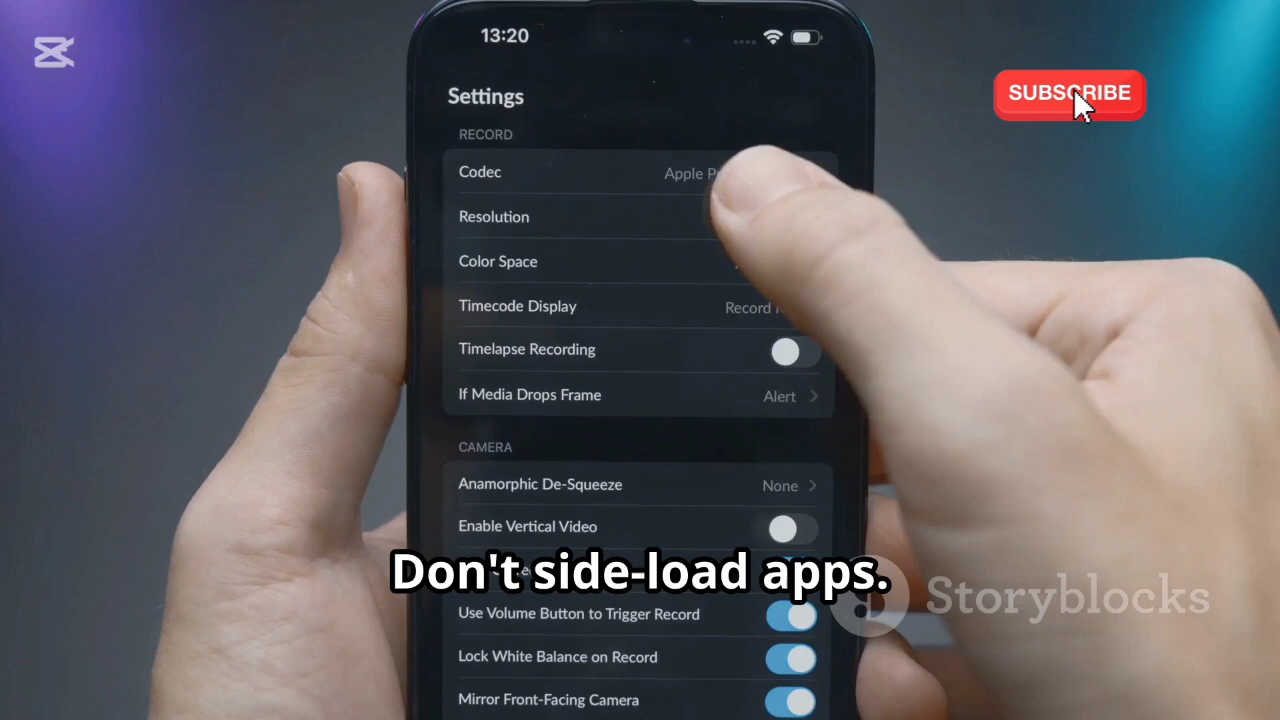 13:20
SUBSCRIBE
Settings
RECORD
Codec Apple
Resolution
Color Space
Timecode Display Record
Timelapse Recording
If Media Drops Frame Alert
CAMERA
Anamorphic De-Squeeze None
Enable Vertical Video
Don't side-load apps.
Storyblocks
Use Volume Button to Trigger Record
Lock White Balance on Record
Mirror Front-Facing Camera